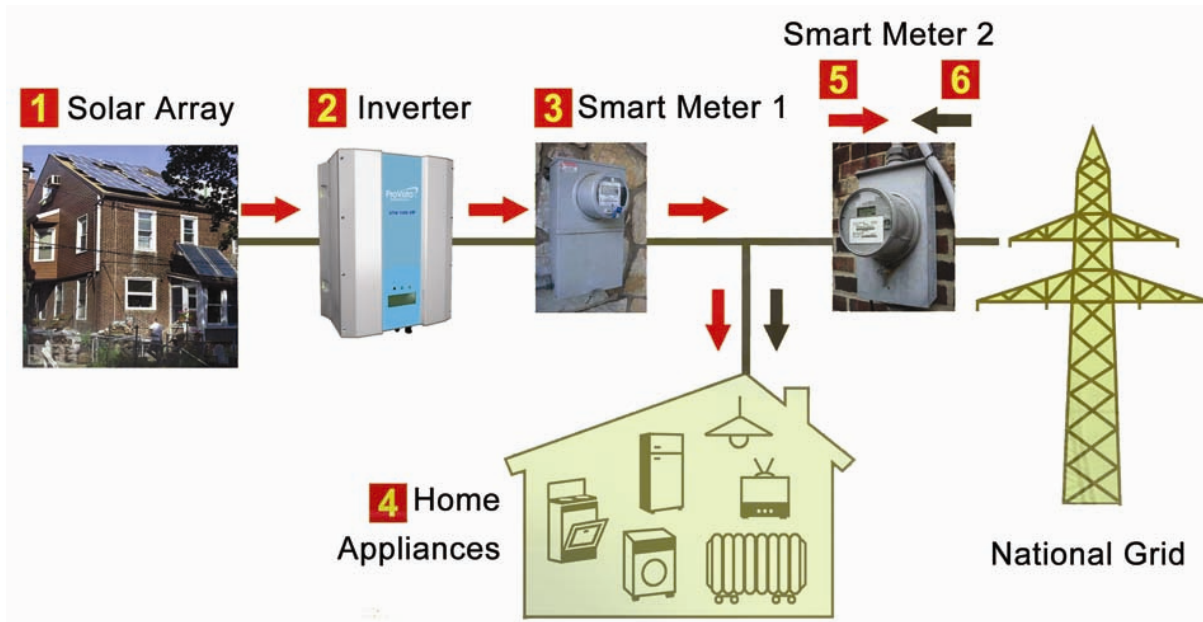 Smart Meter 2
5 6
1 Solar Array
2 Inverter
3 Smart Meter 1
4 Home
Appliances
National Grid